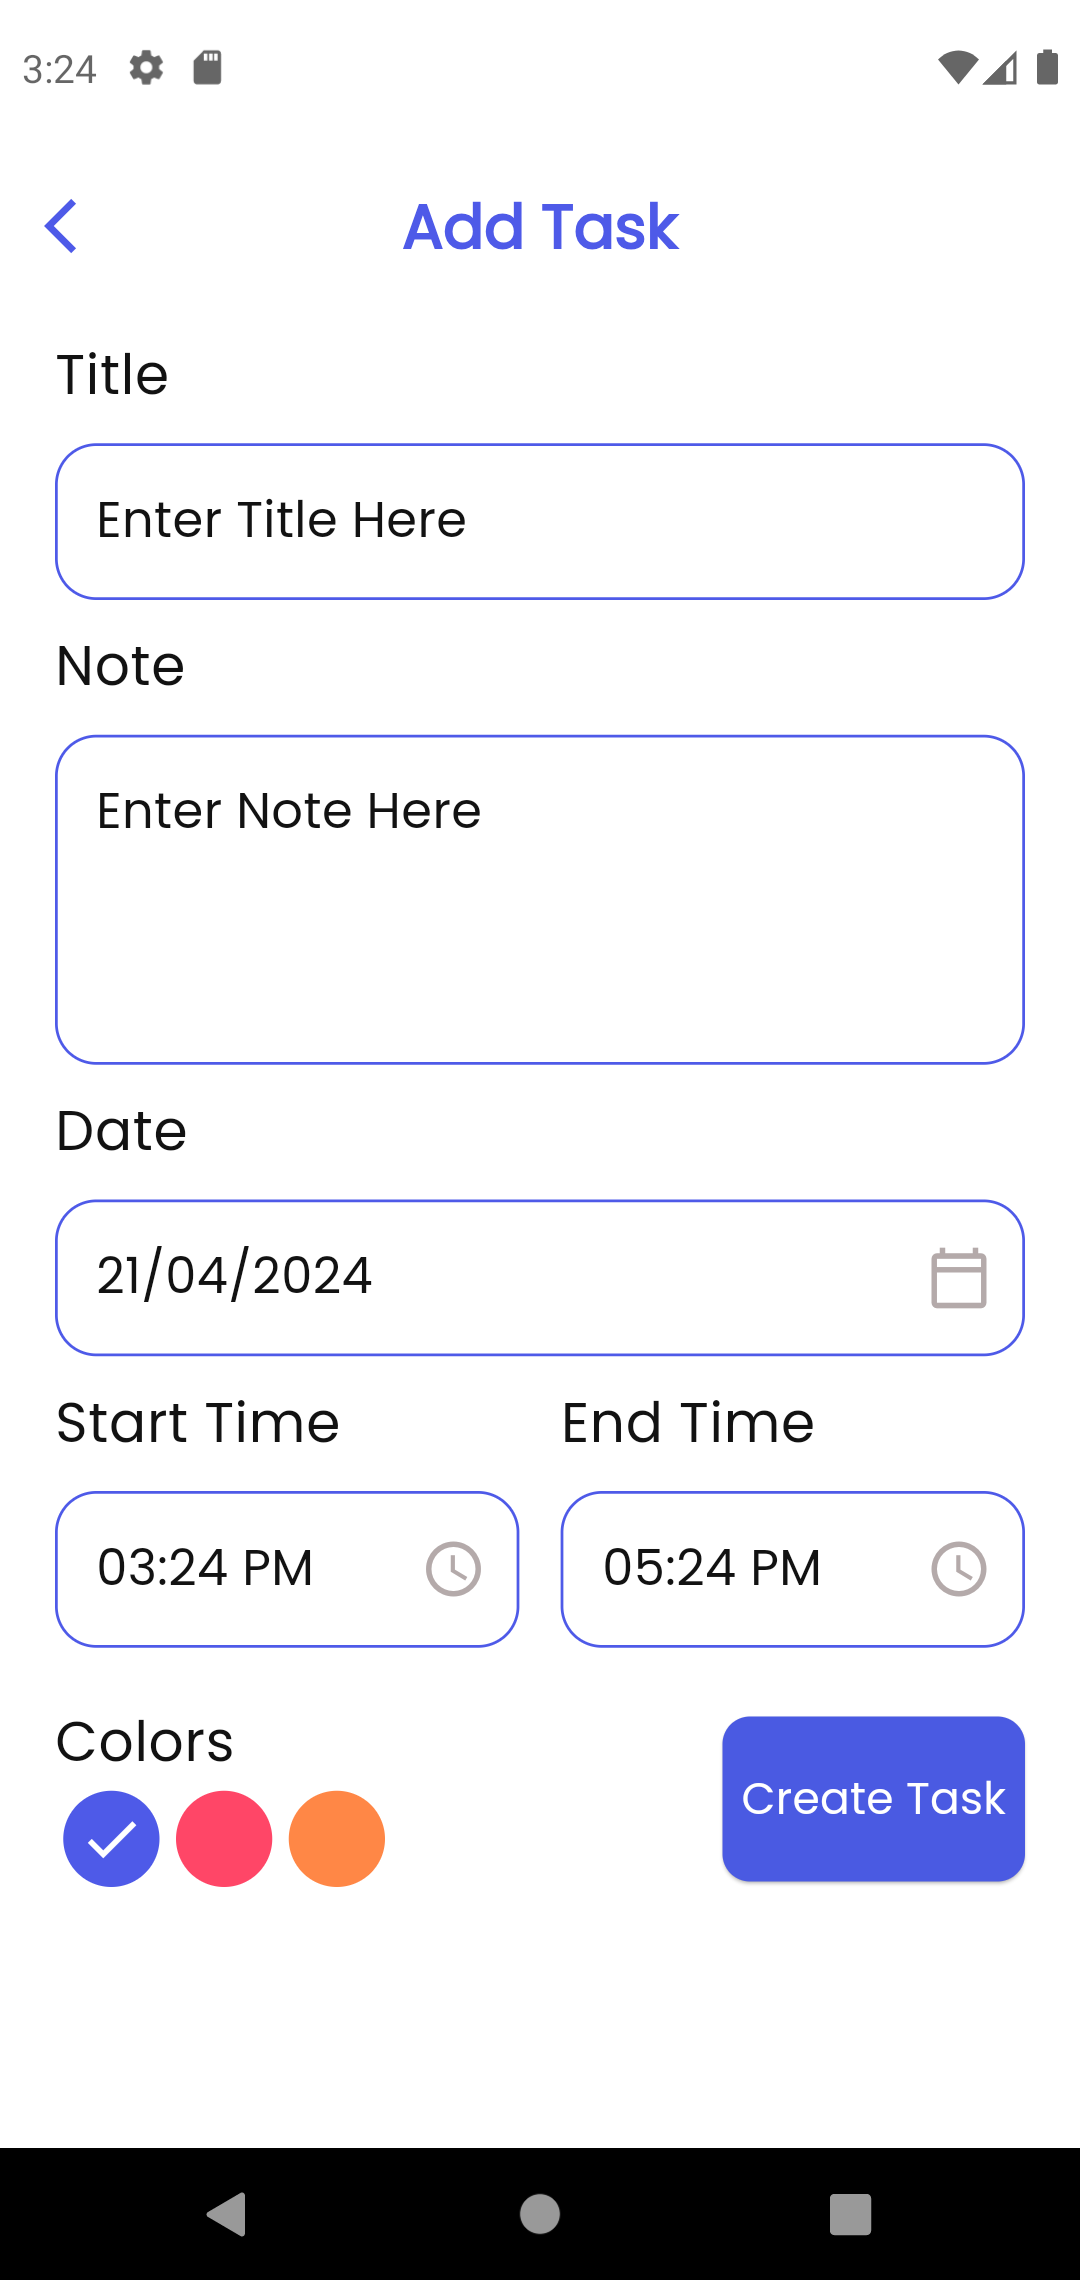 3:24
Add Task
Title
Enter Title Here
Note
Enter Note Here
Date
21/04/2024
Start Time End Time
03:24 PM 05:24 PM
Colors
Create Task